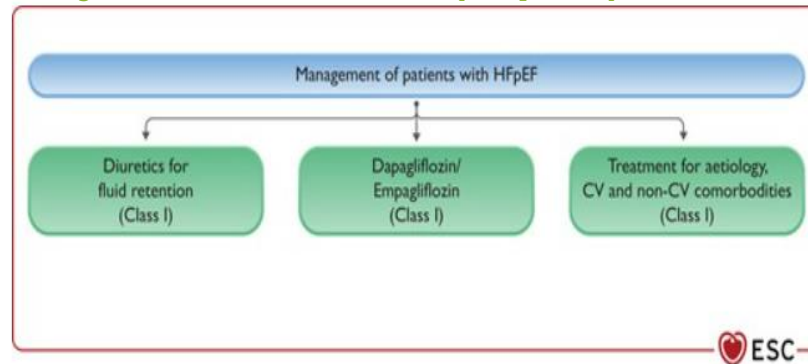 Management of patients with HFpEF
Diuretics for
fluid retention
(Class I)
Dapagliflozin/
Empagliflozin
(Class I)
Treatment for aetiology,
CV and non-CV comorbodities
(Class I)
ESC